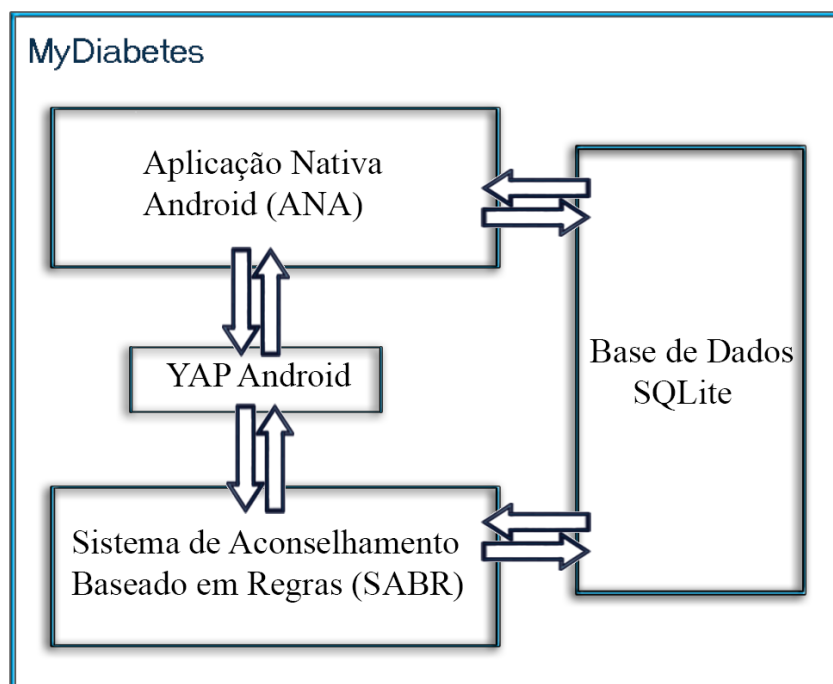 MyDiabetes
Aplicação Nativa
Android (ANA)
YAP Android
Base de Dados
SQLite
Sistema de Aconselhamento
Baseado em Regras (SABR)